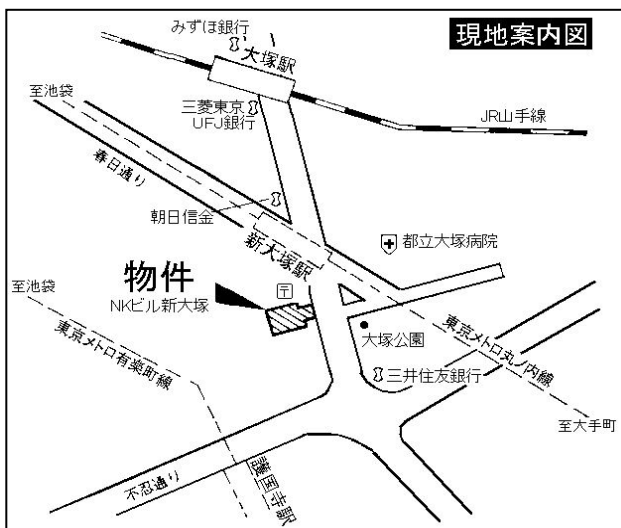 現地案内図
みずほ銀行
大塚駅
至池袋
三菱東京
UFJ銀行
JR山手線
春日通り
朝日信金
都立大塚病院
新大塚駅
物件
NKビル新大塚
〒
至池袋
大塚公園
東京メトロ丸ノ内線
東京メトロ有楽町線
三井住友銀行
至大手町
不忍通り
護国寺駅